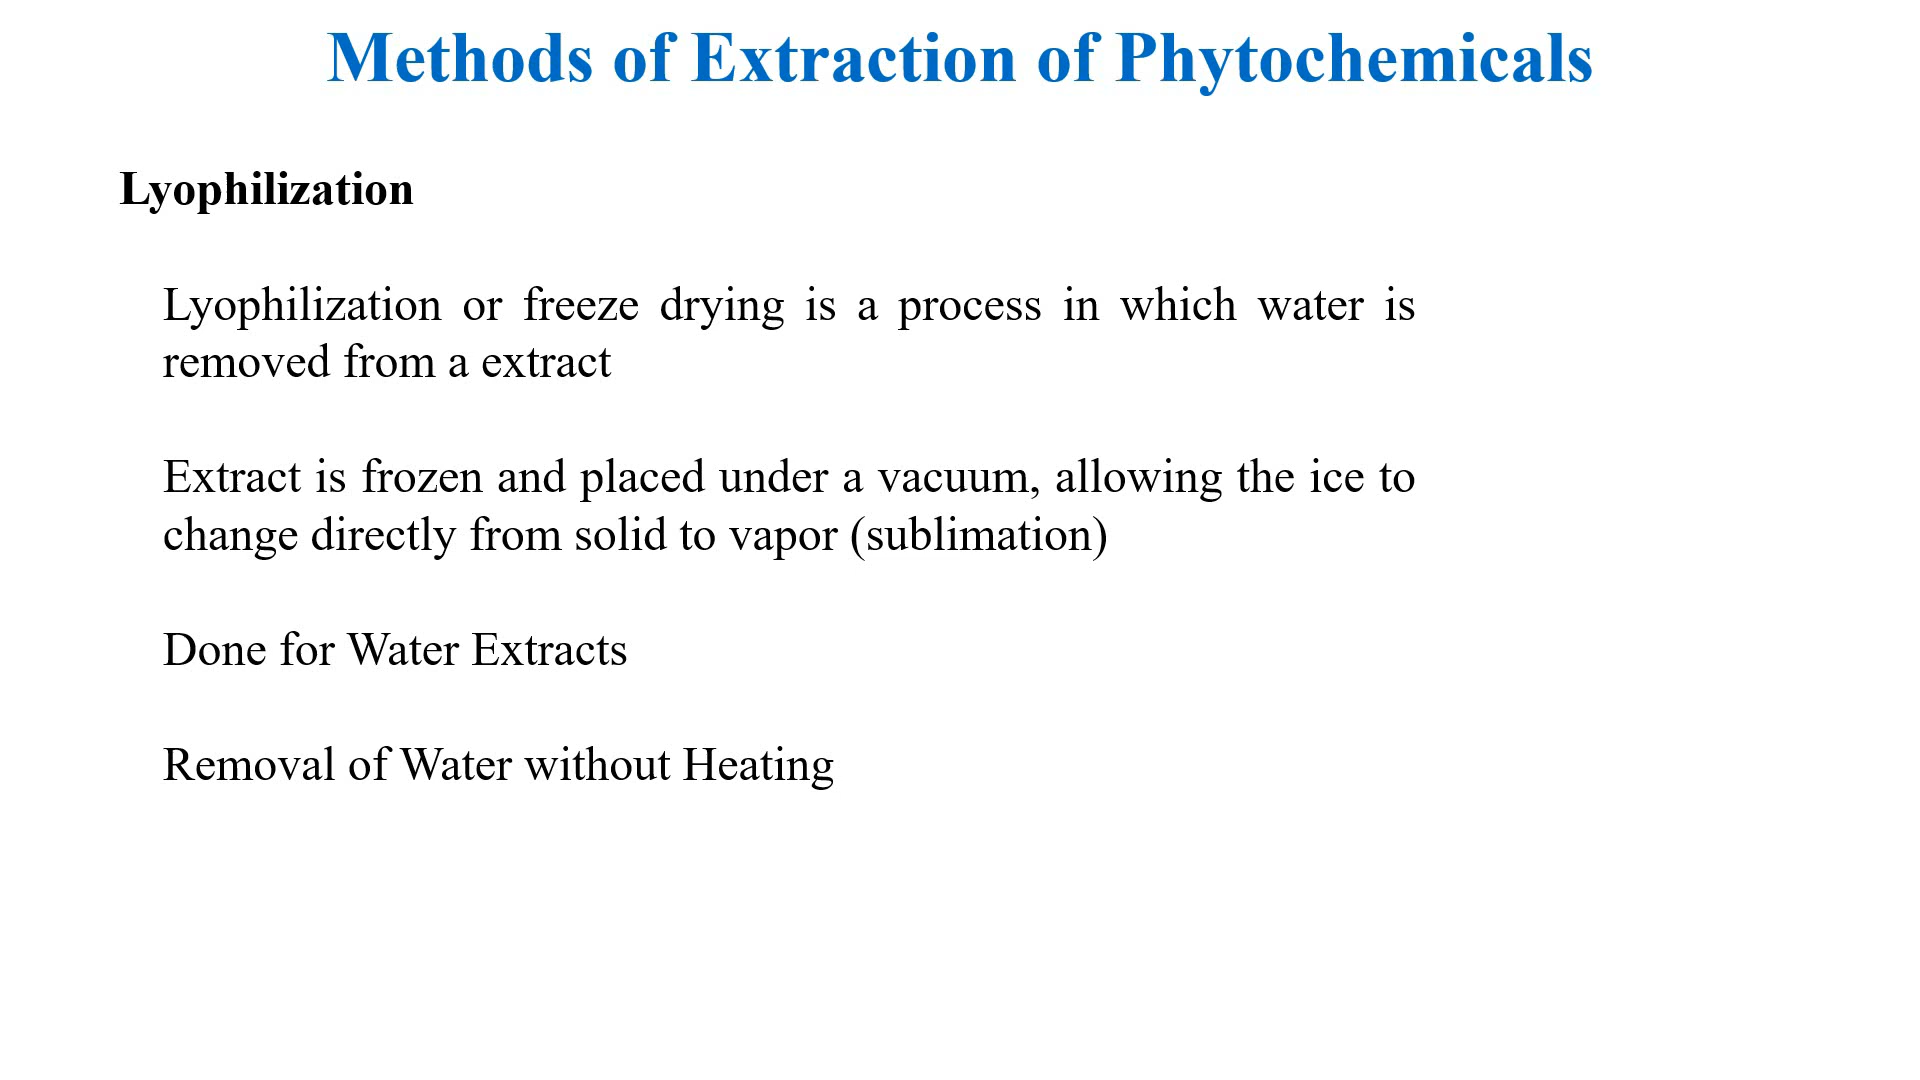 Methods of Extraction of Phytochemicals
Lyophilization
Lyophilization or freeze drying is a process in which water is
removed from a extract
Extract is frozen and placed under a vacuum, allowing the ice to
change directly from solid to vapor (sublimation)
Done for Water Extracts
Removal of Water without Heating